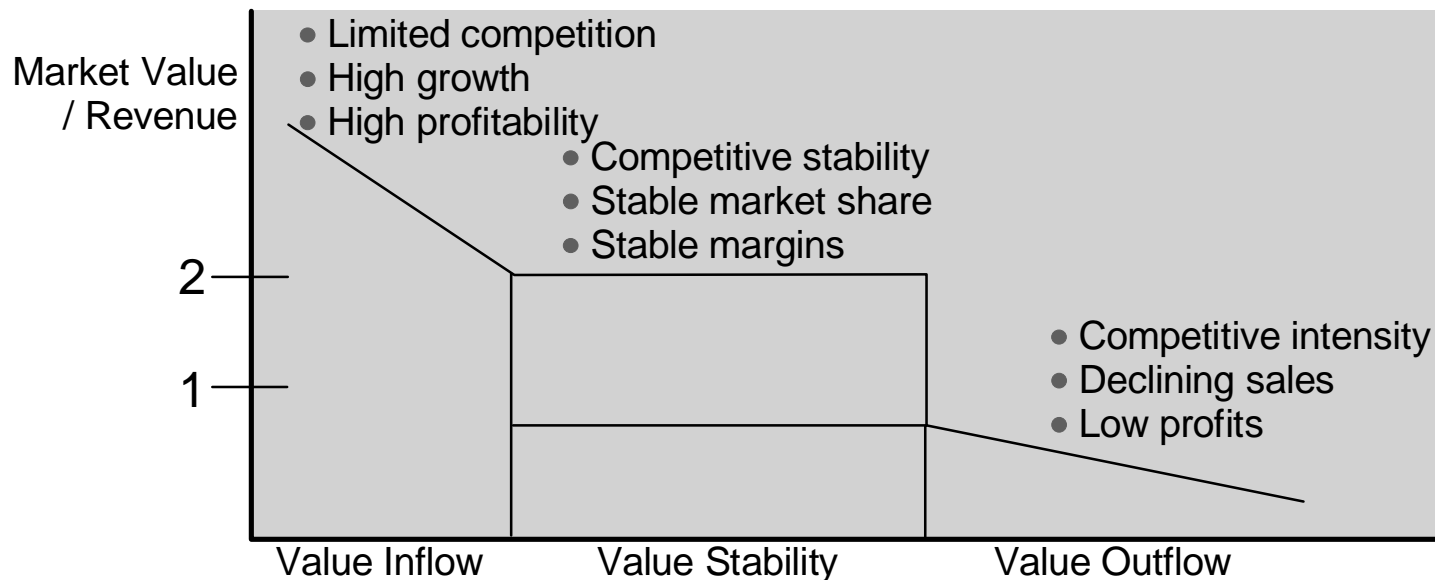 Market Value
/ Revenue
• Limited competition
• High growth
• High profitability
• Competitive stability
• Stable market share
• Stable margins
2
1
• Competitive intensity
• Declining sales
• Low profits
Value Inflow
Value Stability
Value Outflow